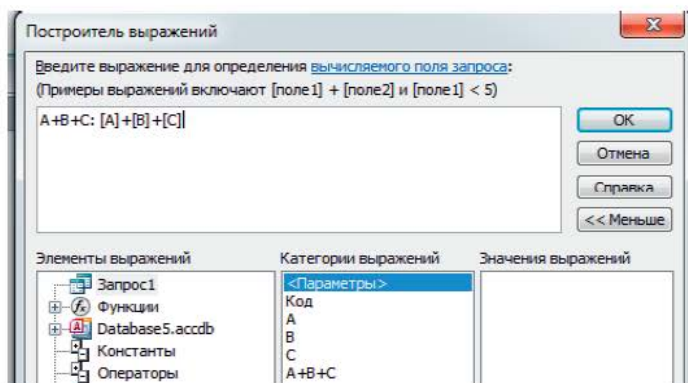 Построитель выражений
Введите выражение для определения вычисляемого поля запроса:
(Примеры выражений включают [поле1] + [поле2] и [поле1] < 5)
A+B+C: [A]+[B]+[C]
ОК
Отмена
Справка
<< Меньше
Элементы выражений
Категории выражений
Значения выражений
Запрос1
Функции
Database5.accdb
Константы
Операторы
<Параметры>
Код
A
B
C
A+B+C